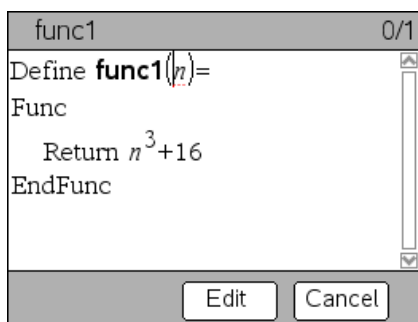 func1 0/1
Define func1(n)=
Func
Return n³+16
EndFunc
Edit Cancel